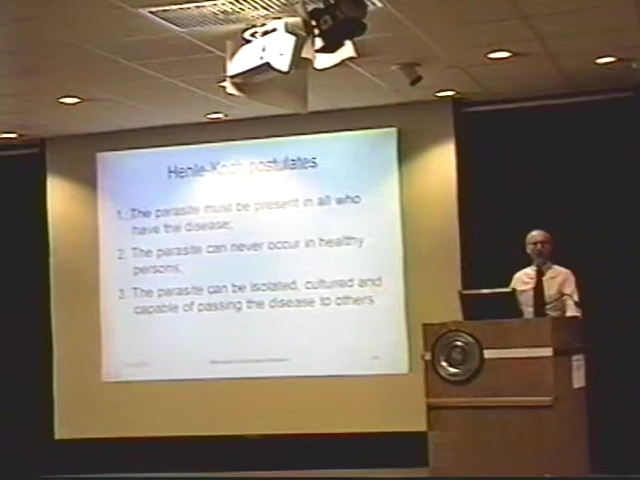 Henle-Koch postulates
1. The parasite must be present in all who
have the disease;
2. The parasite can never occur in healthy
persons;
3. The parasite can be isolated, cultured and
capable of passing the disease to others